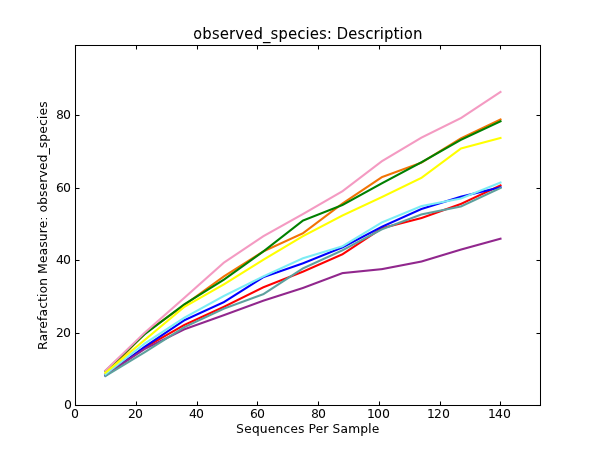 observed_species: Description
Rarefaction Measure: observed_species
80
60
40
20
0
0 20 40 60 80 100 120 140
Sequences Per Sample